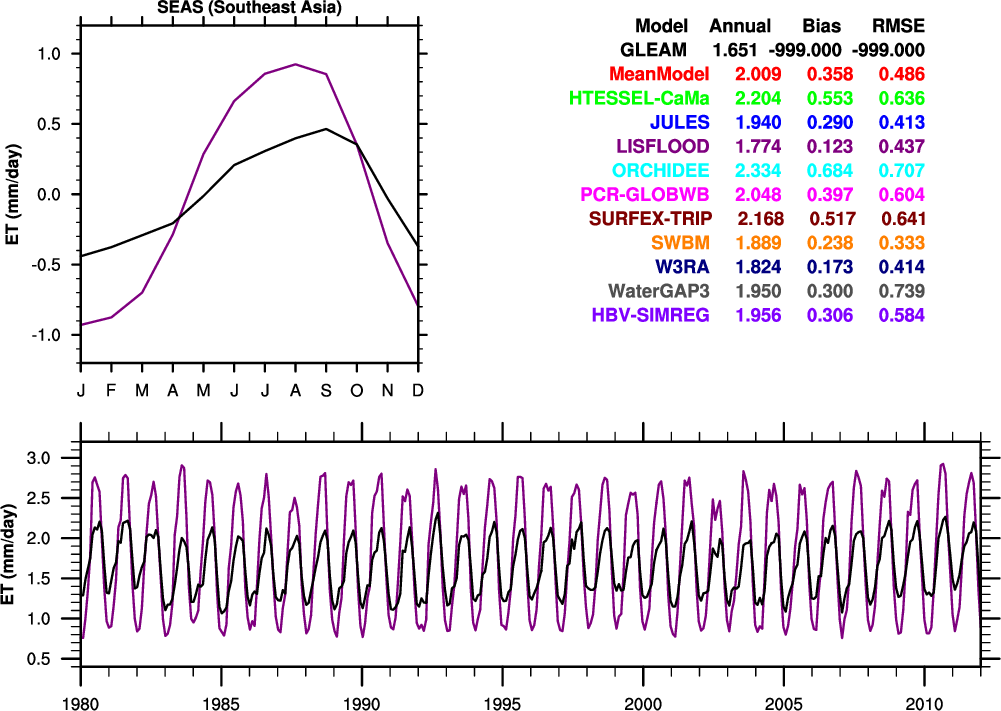 SEAS (Southeast Asia)
ET (mm/day)
1.0
0.5
0.0
-0.5
-1.0
J F M A M J J A S O N D
Model Annual Bias RMSE
GLEAM 1.651 -999.000 -999.000
MeanModel 2.009 0.358 0.486
HTESSEL-CaMa 2.204 0.553 0.636
JULES 1.940 0.290 0.413
LISFLOOD 1.774 0.123 0.437
ORCHIDEE 2.334 0.684 0.707
PCR-GLOBWB 2.048 0.397 0.604
SURFEX-TRIP 2.168 0.517 0.641
SWBM 1.889 0.238 0.333
W3RA 1.824 0.173 0.414
WaterGAP3 1.950 0.300 0.739
HBV-SIMREG 1.956 0.306 0.584
ET (mm/day)
3.0
2.5
2.0
1.5
1.0
0.5
1980 1985 1990 1995 2000 2005 2010